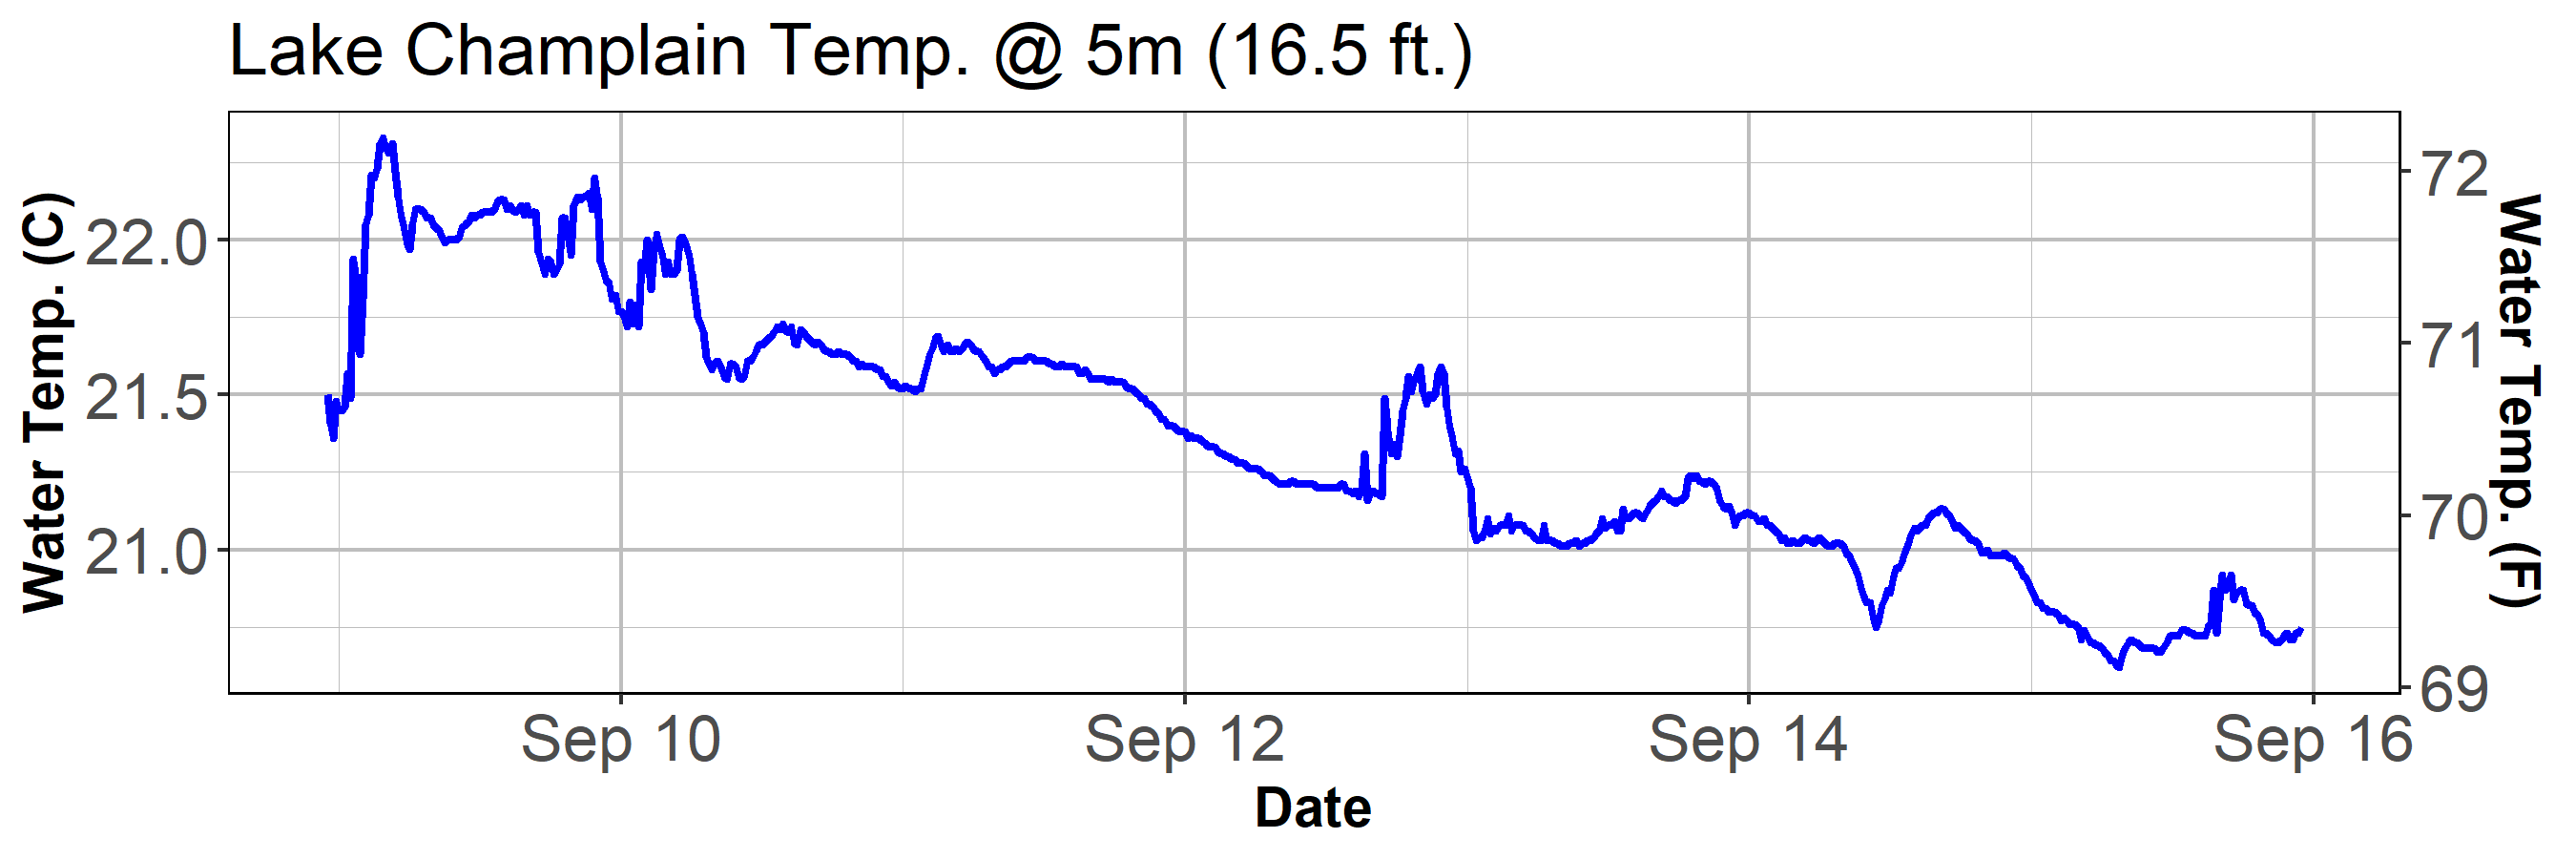 Lake Champlain Temp. @ 5m (16.5 ft.)
Water Temp. (C)
22.0
21.5
21.0
72
71
70
69
Water Temp. (F)
Sep 10
Sep 12
Sep 14
Sep 16
Date